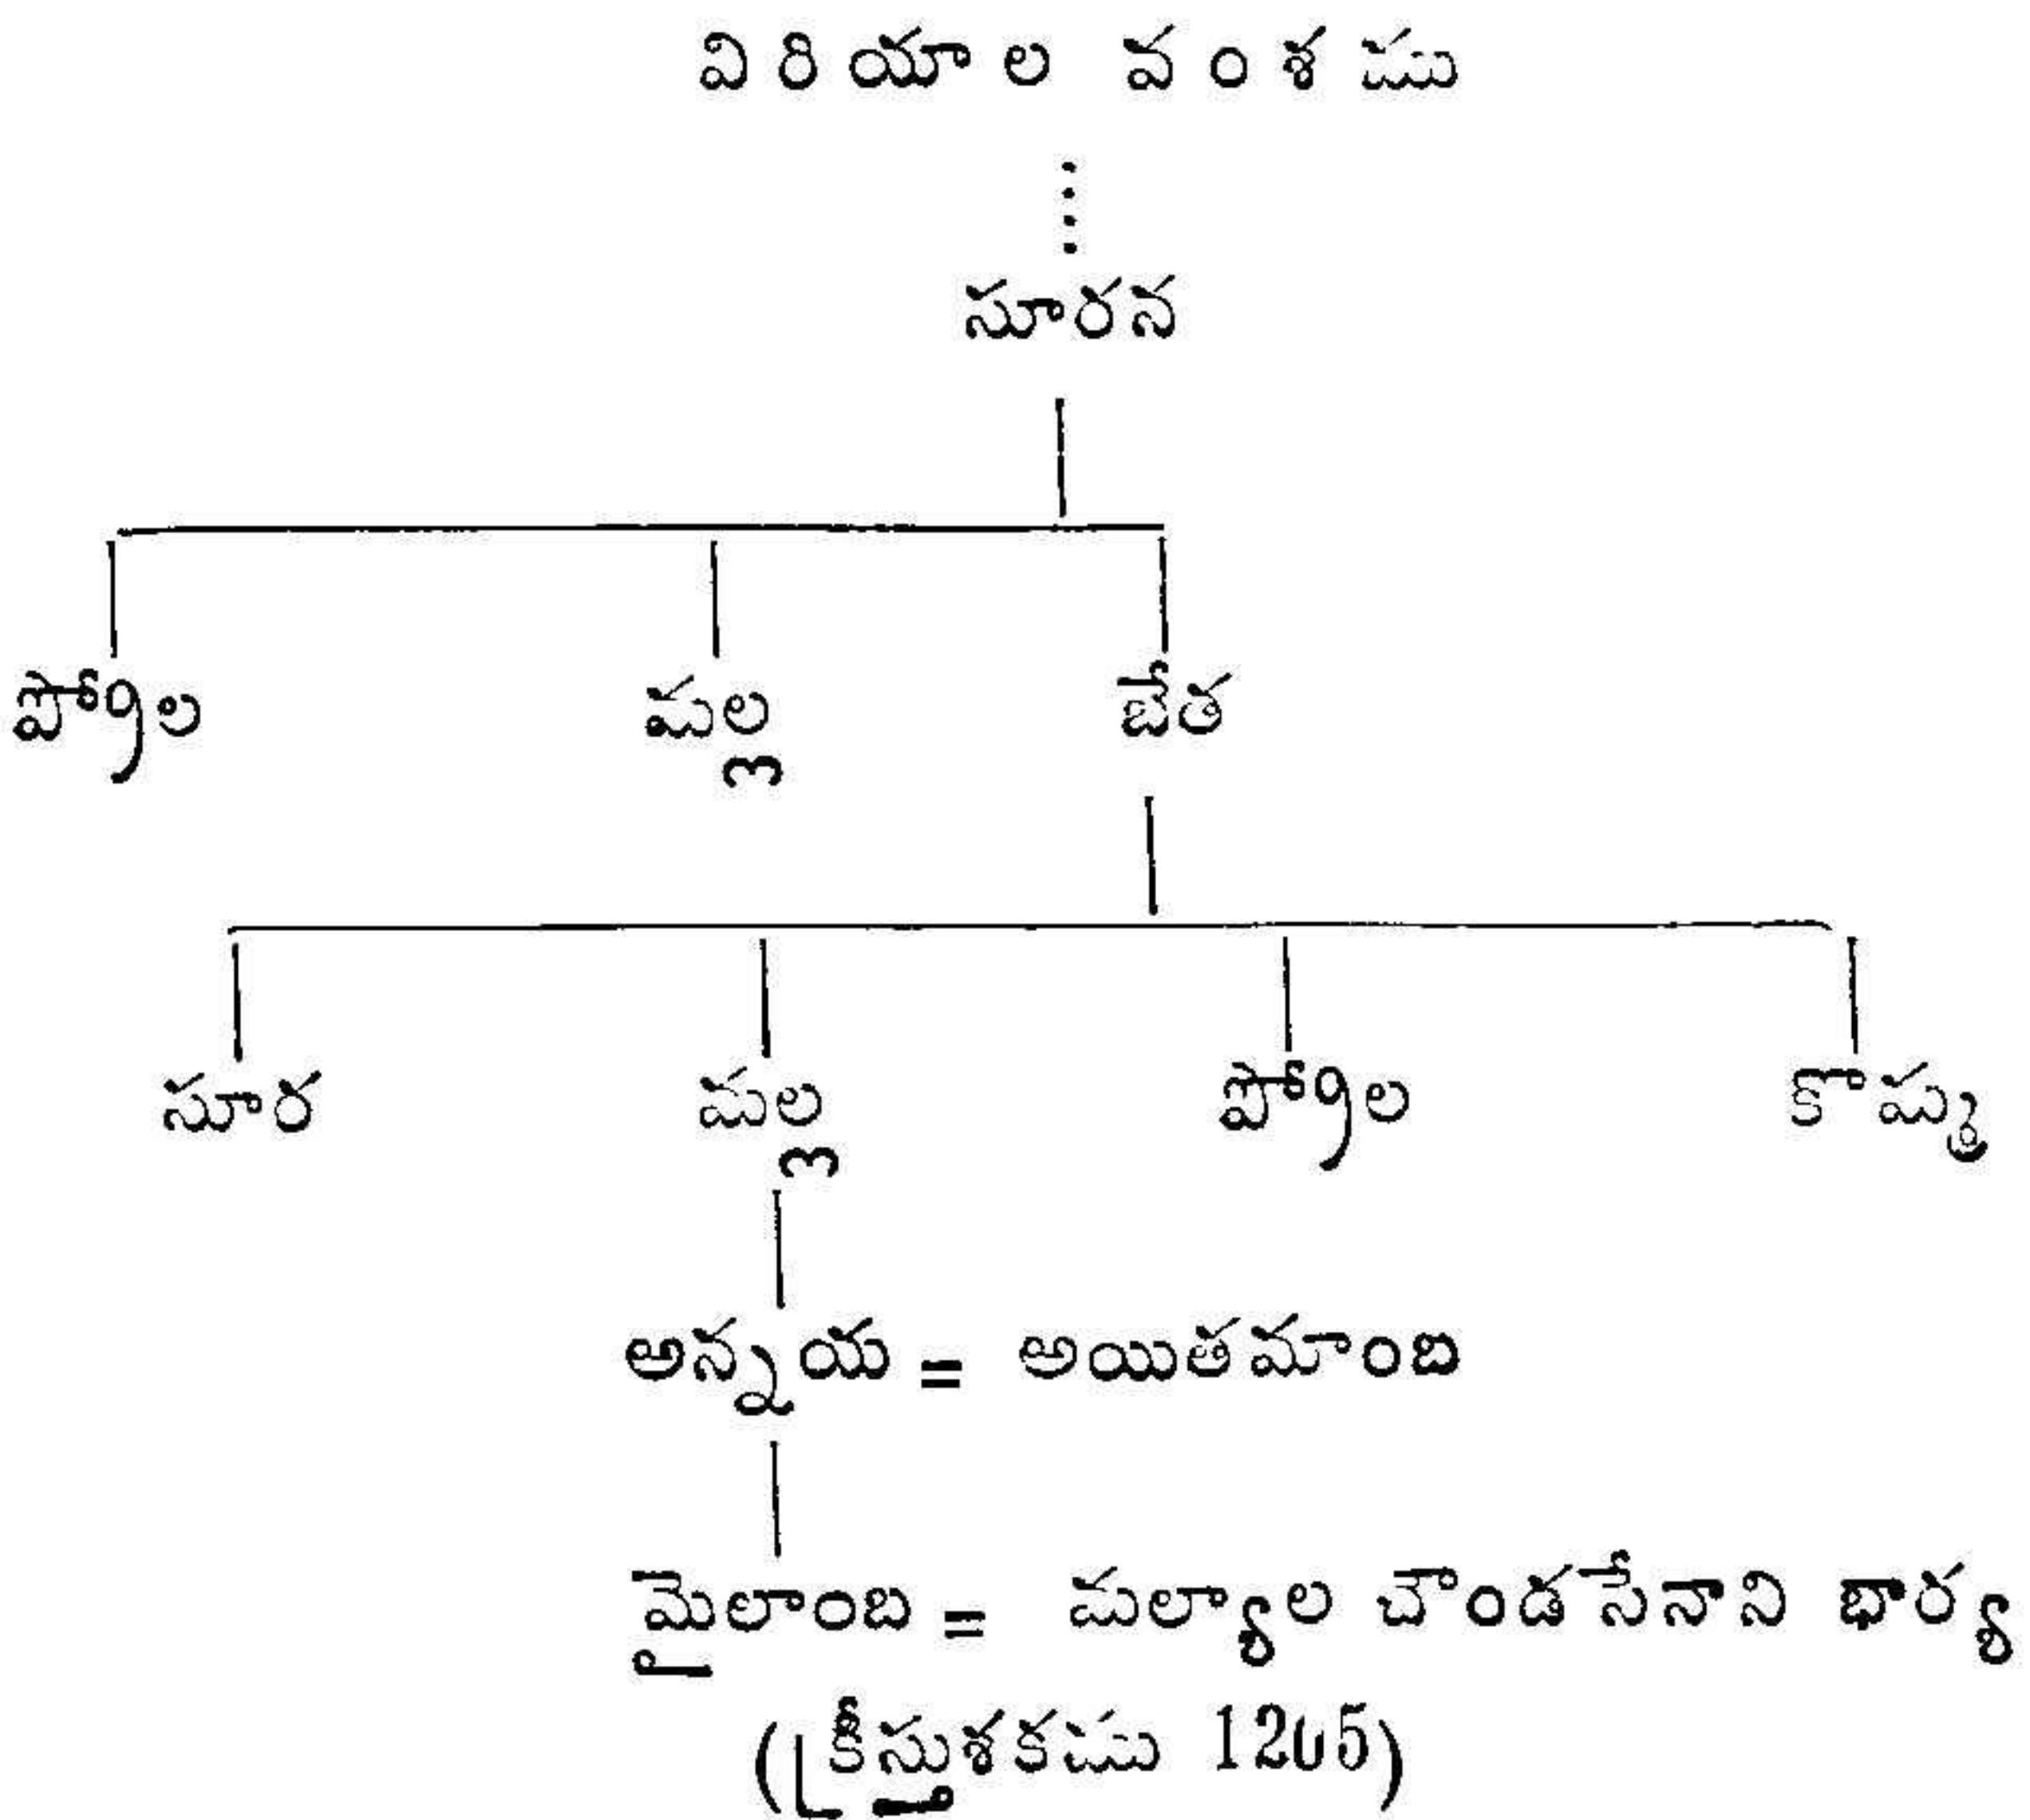 విరియాల వంశము
సూరన
ప్రోల మల్ల బేత
సూర మల్ల ప్రోల కొమ్మ
అన్నయ = అయితమాంబ
మైలాంబ = మల్యాల చౌండసేనాని భార్య
(క్రీస్తుశకము 1205)